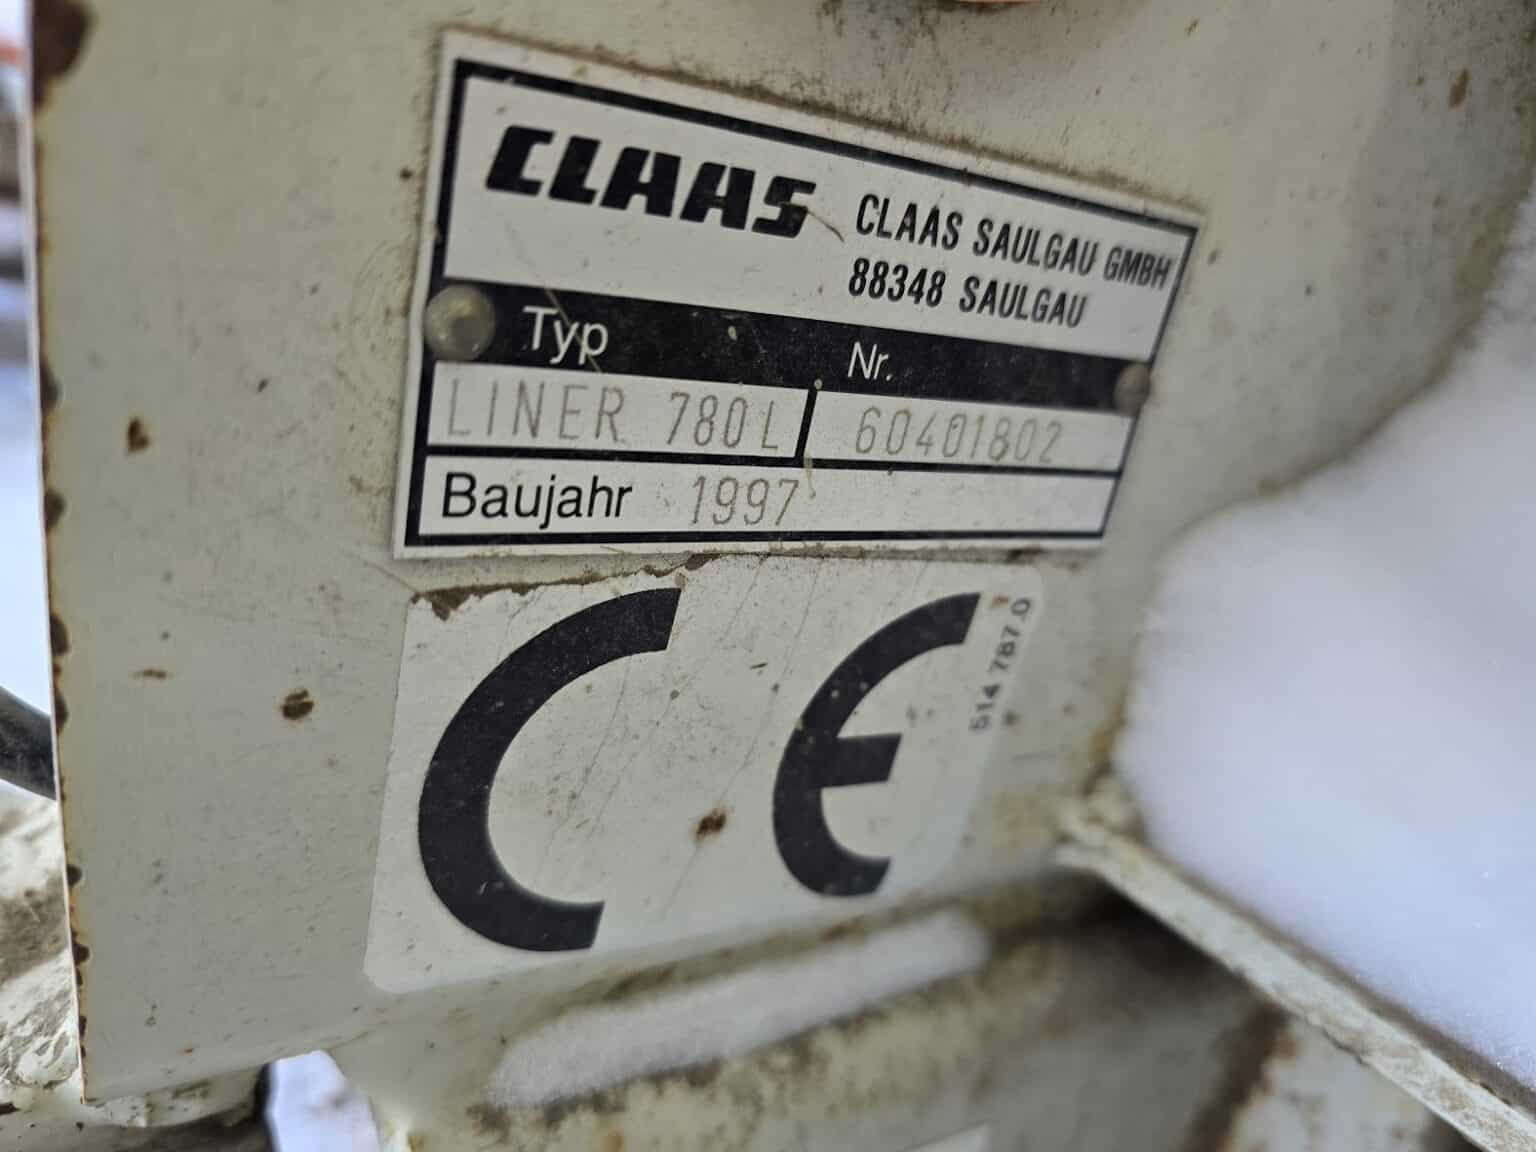 CLAAS
CLAAS SAULGAU GMBH
88348 SAULGAU
Typ Nr.
LINER 780L 60401802
Baujahr 1997
CE
514 787.0